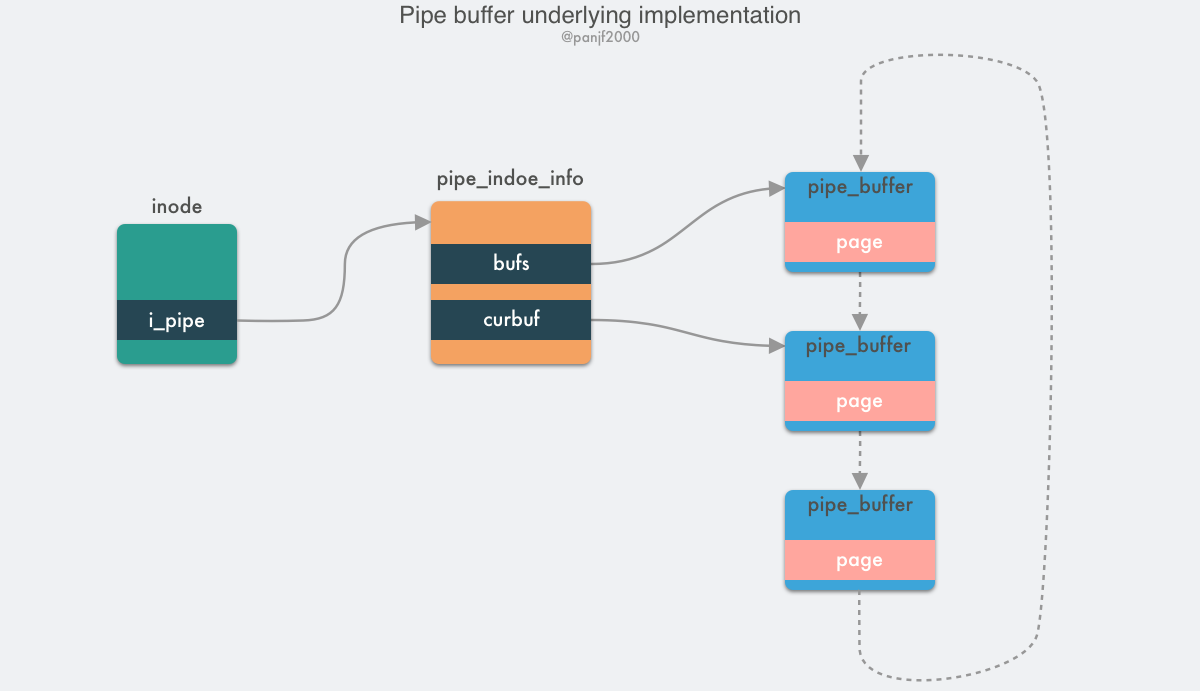 Pipe buffer underlying implementation
@panjf2000
inode
i_pipe
pipe_indoe_info
bufs
curbuf
pipe_buffer
page
pipe_buffer
page
pipe_buffer
page